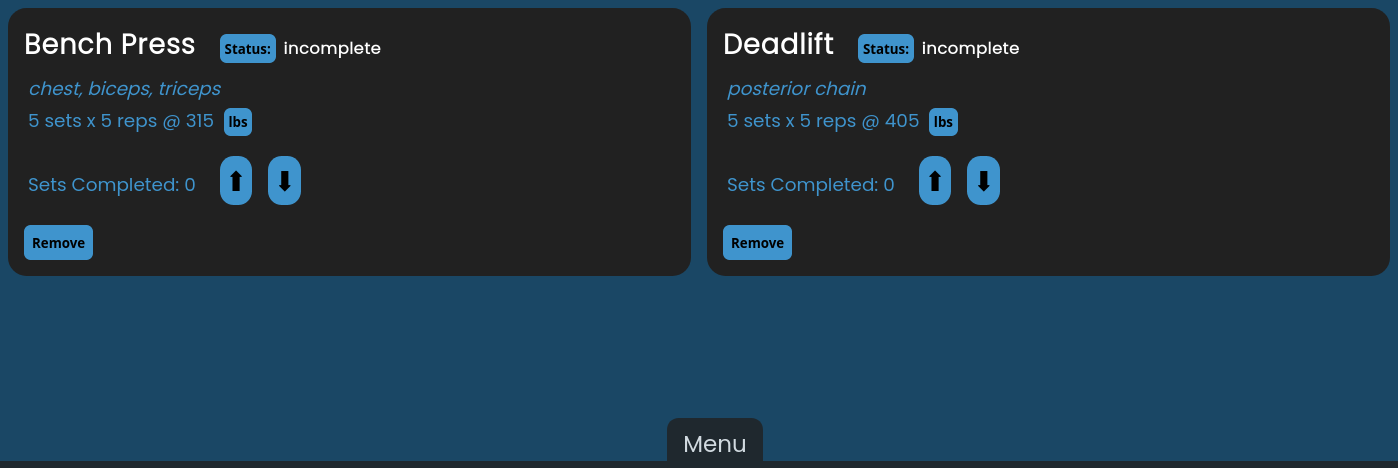 Bench Press Status: incomplete
chest, biceps, triceps
5 sets x 5 reps @ 315 lbs
Sets Completed: 0 ⬆ ⬇
Remove
Deadlift Status: incomplete
posterior chain
5 sets x 5 reps @ 405 lbs
Sets Completed: 0 ⬆ ⬇
Remove
Menu